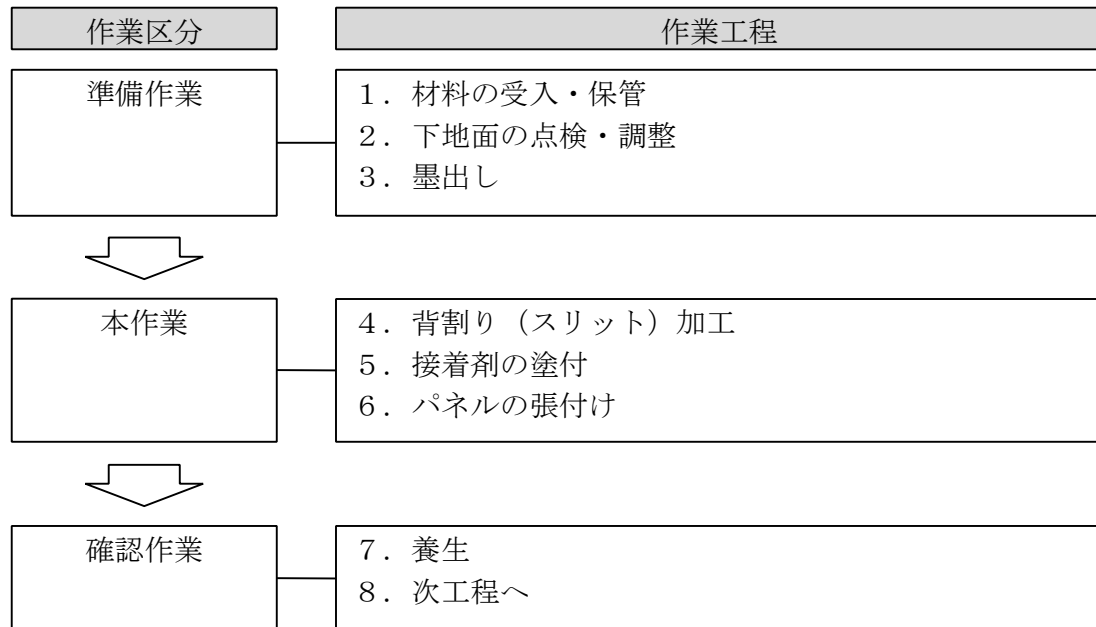 作業区分
作業工程
準備作業
１．材料の受入・保管
２．下地面の点検・調整
３．墨出し
本作業
４．背割り（スリット）加工
５．接着剤の塗付
６．パネルの張付け
確認作業
７．養生
８．次工程へ